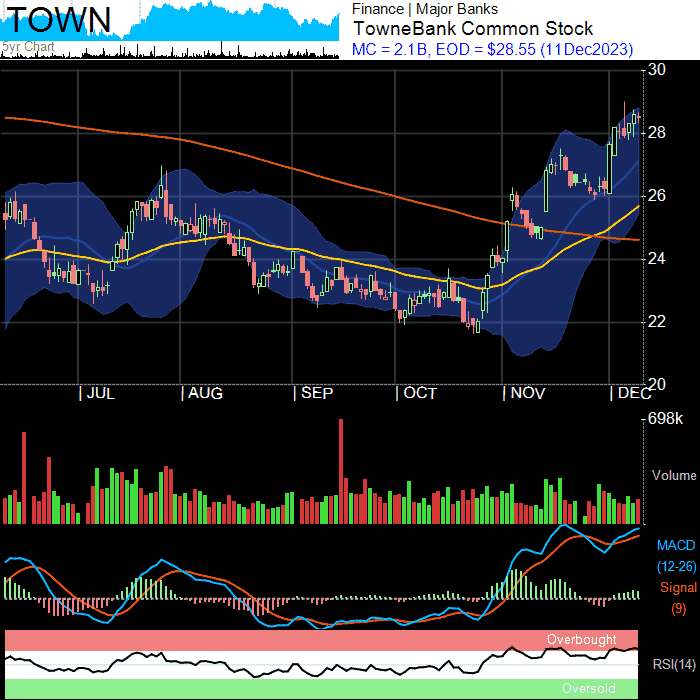 TOWN
5yr Chart
Finance | Major Banks
TowneBank Common Stock
MC = 2.1B, EOD = $28.55 (11Dec2023)
30
28
26
24
22
20
| JUL
| AUG
| SEP
| OCT
| NOV
| DEC
698k
Volume
MACD
(12-26)
Signal
(9)
Overbought
RSI(14)
Oversold